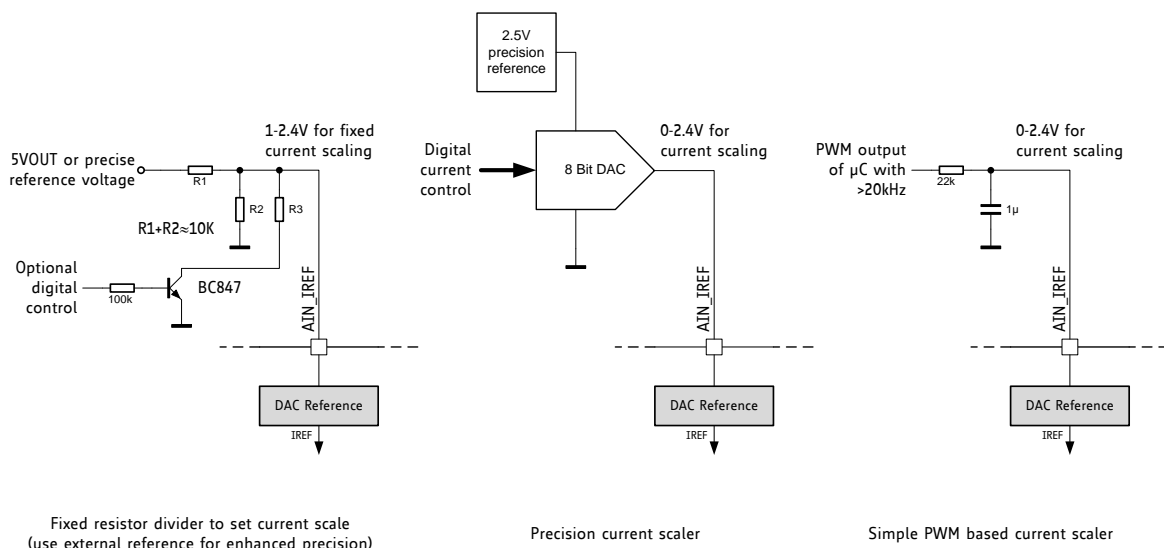 5VOUT or precise
reference voltage
R1
R2
R3
R1+R2≈10K
1-2.4V for fixed
current scaling
Optional
digital
control
100k
BC847
AIN_IREF
DAC Reference
IREF
Fixed resistor divider to set current scale
(use external reference for enhanced precision)
2.5V
precision
reference
Digital
current
control
8 Bit DAC
0-2.4V for
current scaling
AIN_IREF
DAC Reference
IREF
Precision current scaler
PWM output
of µC with
>20kHz
22k
1µ
0-2.4V for
current scaling
AIN_IREF
DAC Reference
IREF
Simple PWM based current scaler